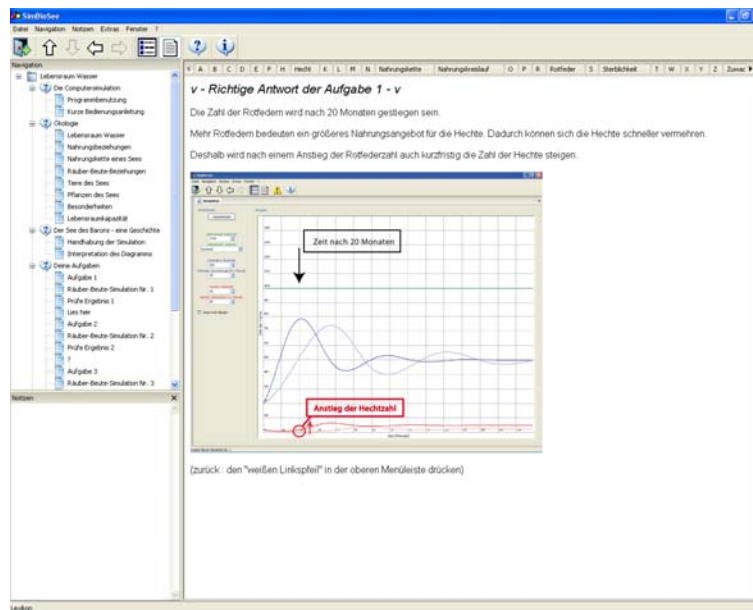 SimBioSee
Datei Navigation Notizen Extras Fenster ?
Navigation
Lebensraum Wasser
Die Computersimulation
Programmbenutzung
Kurze Bedienungsanleitung
Ökologie
Lebensraum Wasser
Nahrungsbeziehungen
Nahrungskette eines Sees
Räuber-Beute-Beziehungen
Tiere des Sees
Pflanzen des Sees
Besonderheiten
Lebensraumkapazität
Der See des Barons - eine Geschichte
Handhabung der Simulation
Interpretation des Diagramms
Deine Aufgaben
Aufgabe 1
Räuber-Beute-Simulation Nr. 1
Prüfe Ergebnis 1
Lies hier
Aufgabe 2
Räuber-Beute-Simulation Nr. 2
Prüfe Ergebnis 2
?
Aufgabe 3
Räuber-Beute-Simulation Nr. 3
Notizen
Lexikon
A B C D E F H Hecht K L M N Nahrungskette Nahrungskreislauf O P R Rotfeder S Sterblichkeit T W X Y Z Zuwac
v - Richtige Antwort der Aufgabe 1 - v
Die Zahl der Rotfedern wird nach 20 Monaten gestiegen sein.
Mehr Rotfedern bedeuten ein größeres Nahrungsangebot für die Hechte. Dadurch können sich die Hechte schneller vermehren.
Deshalb wird nach einem Anstieg der Rotfederzahl auch kurzfristig die Zahl der Hechte steigen.
Zeit nach 20 Monaten
Anstieg der Hechtzahl
(zurück : den "weißen Linkspfeil" in der oberen Menüleiste drücken)